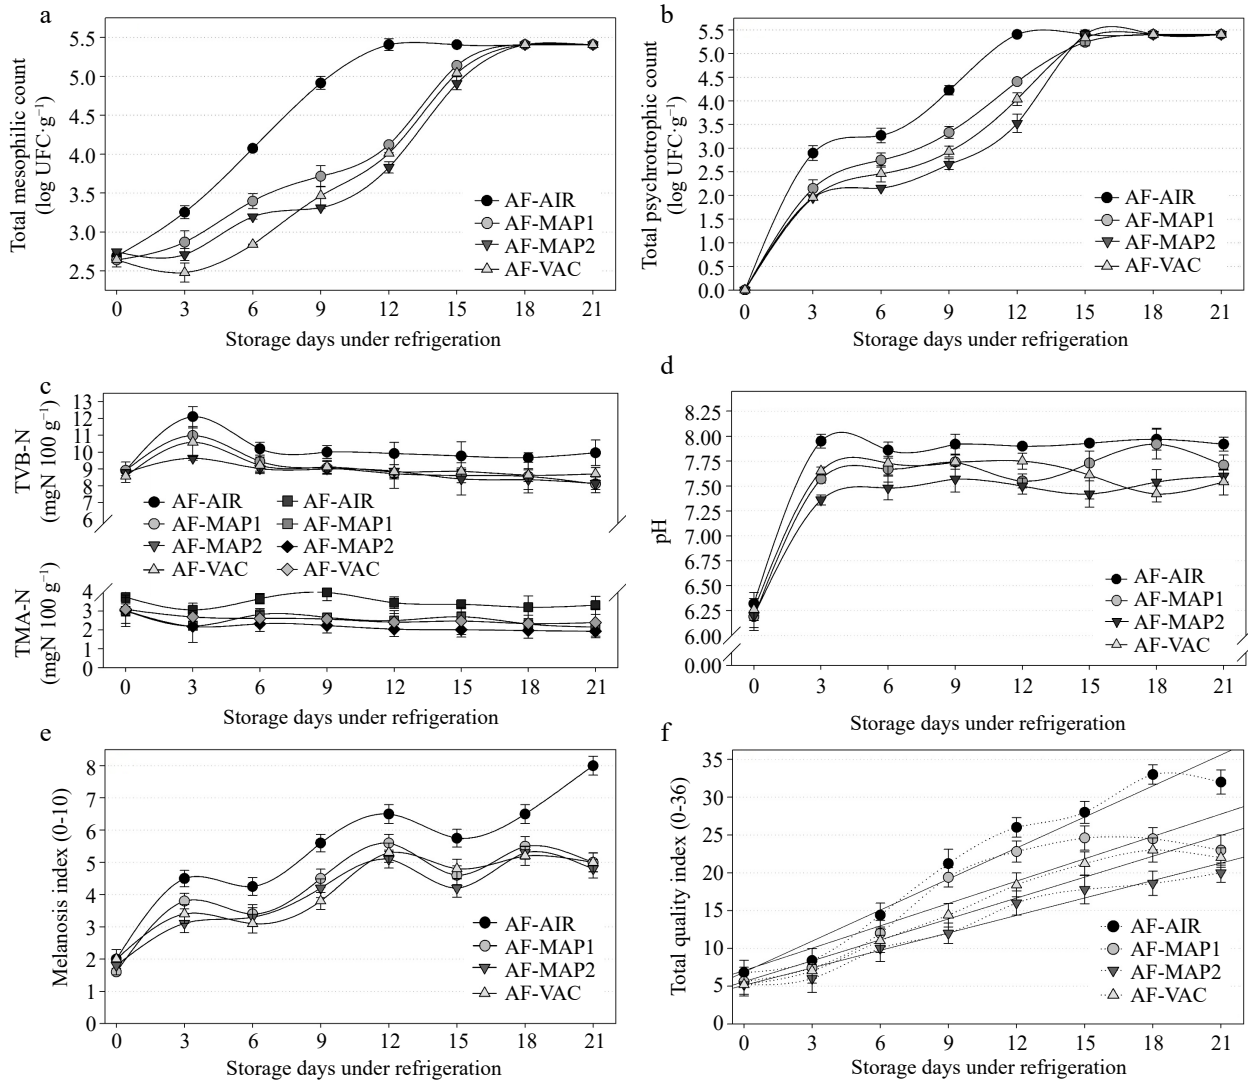 a
Total mesophilic count
(log UFC·g⁻¹)
5.5
5.0
4.5
4.0
3.5
3.0
2.5
AF-AIR
AF-MAP1
AF-MAP2
AF-VAC
0 3 6 9 12 15 18 21
Storage days under refrigeration
b
Total psychrotrophic count
(log UFC·g⁻¹)
5.5
5.0
4.5
4.0
3.5
3.0
2.5
2.0
1.5
1.0
0.5
0.0
AF-AIR
AF-MAP1
AF-MAP2
AF-VAC
0 3 6 9 12 15 18 21
Storage days under refrigeration
c
TVB-N
(mgN 100 g⁻¹)
13
12
11
10
9
8
6
AF-AIR AF-AIR
AF-MAP1 AF-MAP1
AF-MAP2 AF-MAP2
AF-VAC AF-VAC
TMA-N
(mgN 100 g⁻¹)
4
3
2
1
0
0 3 6 9 12 15 18 21
Storage days under refrigeration
d
pH
8.25
8.00
7.75
7.50
7.25
7.00
6.75
6.50
6.25
6.00
0.00
AF-AIR
AF-MAP1
AF-MAP2
AF-VAC
0 3 6 9 12 15 18 21
Storage days under refrigeration
e
Melanosis index (0-10)
8
7
6
5
4
3
2
1
0
AF-AIR
AF-MAP1
AF-MAP2
AF-VAC
0 3 6 9 12 15 18 21
Storage days under refrigeration
f
Total quality index (0-36)
35
30
25
20
15
10
5
0
AF-AIR
AF-MAP1
AF-MAP2
AF-VAC
0 3 6 9 12 15 18 21
Storage days under refrigeration